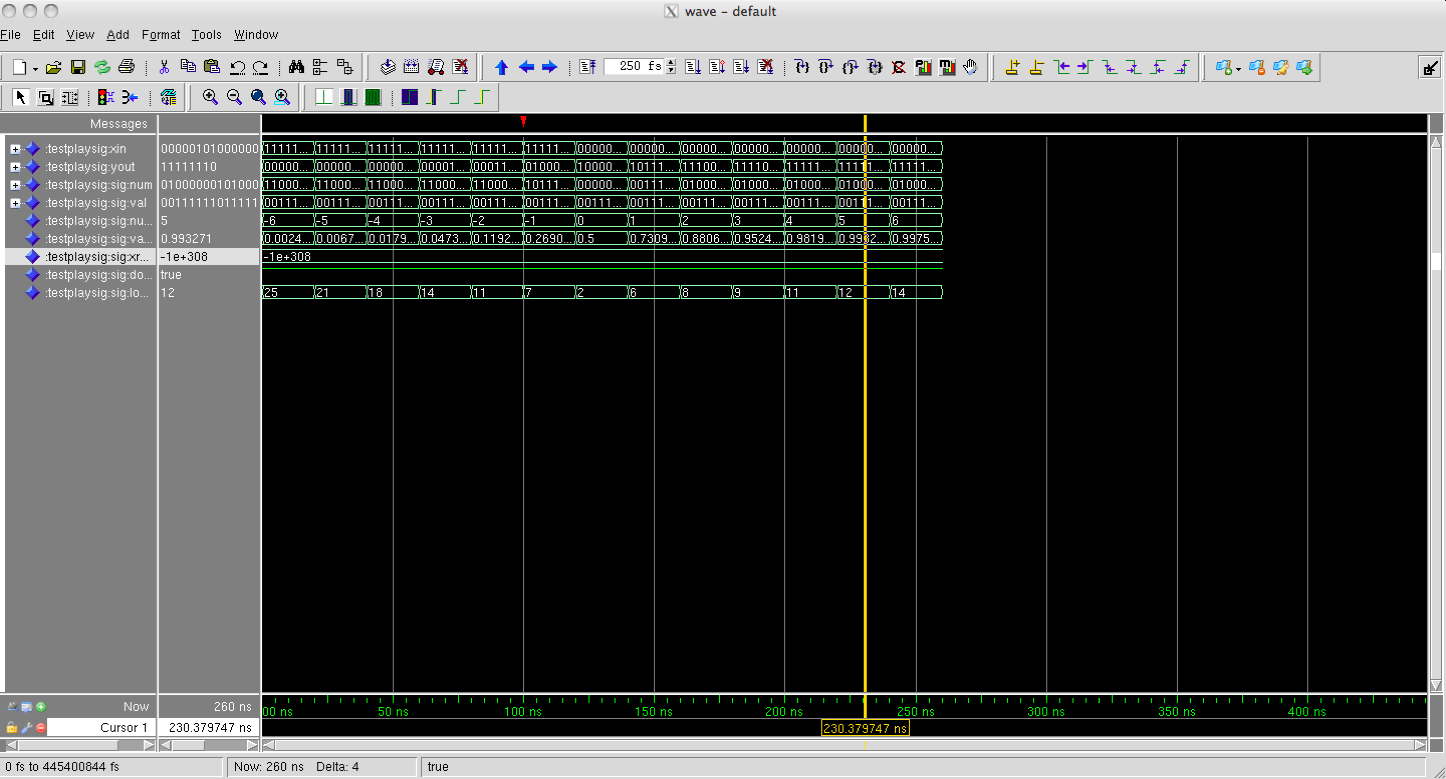 wave – default
File Edit View Add Format Tools Window
250 fs
Messages
:testplaysig:xin 00000101000000 11111... 11111... 11111... 11111... 11111... 11111... 00000... 00000... 00000... 00000... 00000... 00000... 00000...
:testplaysig:yout 11111110 00000... 00000... 00000... 00001... 00011... 01000... 10000... 10111... 11100... 11110... 11111... 11111... 11111...
:testplaysig:sig:num 01000000101000 11000... 11000... 11000... 11000... 11000... 10111... 00000... 00111... 01000... 01000... 01000... 01000... 01000...
:testplaysig:sig:val 00111111011111 00111... 00111... 00111... 00111... 00111... 00111... 00111... 00111... 00111... 00111... 00111... 00111... 00111...
:testplaysig:sig:nu... 5 -6 -5 -4 -3 -2 -1 0 1 2 3 4 5 6
:testplaysig:sig:va... 0.993271 0.0024... 0.0067... 0.0179... 0.0473... 0.1192... 0.2690... 0.5 0.7309... 0.8806... 0.9524... 0.9819... 0.9932... 0.9975...
:testplaysig:sig:xr... -1e+308 -1e+308
:testplaysig:sig:do... true
:testplaysig:sig:lo... 12 25 21 18 14 11 7 2 6 8 9 11 12 14
Now 260 ns 00 ns 50 ns 100 ns 150 ns 200 ns 250 ns 300 ns 350 ns 400 ns
Cursor 1 230.379747 ns 230.379747 ns
0 fs to 445400844 fs Now: 260 ns Delta: 4 true